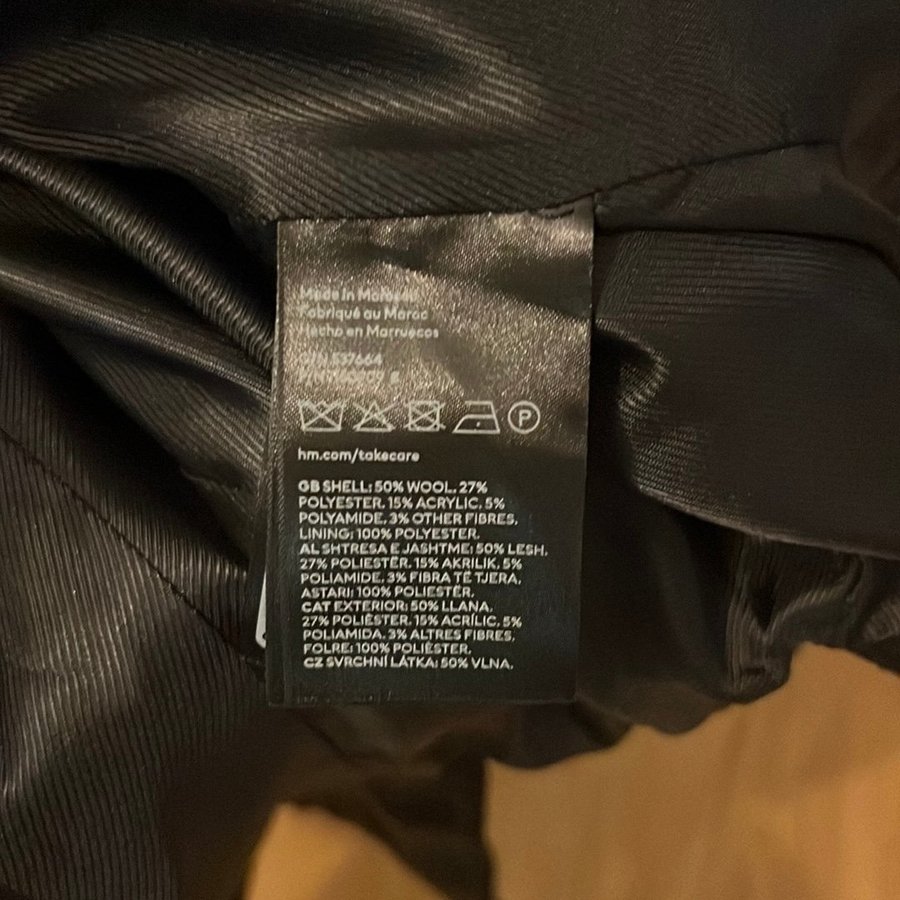 Made in Morocco
Fabriqué au Maroc
Hecho en Marruecos
537664
P
hm.com/takecare
GB SHELL: 50% WOOL, 27%
POLYESTER, 15% ACRYLIC, 5%
POLYAMIDE, 3% OTHER FIBRES,
LINING: 100% POLYESTER,
AL SHTRESA E JASHTME: 50% LESH,
27% POLIESTËR, 15% AKRILIK, 5%
POLIAMIDE, 3% FIBRA TË TJERA,
ASTARI: 100% POLIESTËR,
CAT EXTERIOR: 50% LLANA,
27% POLIÈSTER, 15% ACRÍLIC, 5%
POLIAMIDA, 3% ALTRES FIBRES,
FOLRE: 100% POLIÈSTER,
CZ SVRCHNÍ LÁTKA: 50% VLNA,